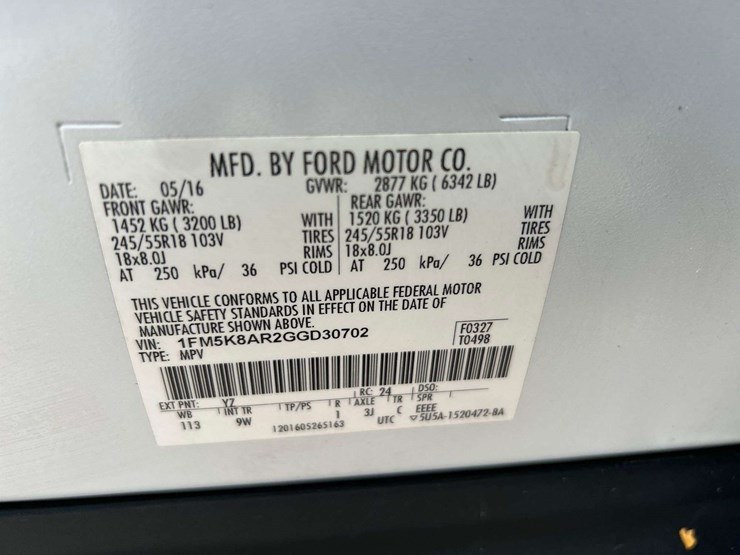 MFD. BY FORD MOTOR CO.
DATE: 05/16 GVWR: 2877 KG ( 6342 LB)
FRONT GAWR: REAR GAWR:
1452 KG ( 3200 LB) WITH 1520 KG ( 3350 LB) WITH
245/55R18 103V TIRES 245/55R18 103V TIRES
18x8.0J RIMS 18x8.0J RIMS
AT 250 kPa/ 36 PSI COLD AT 250 kPa/ 36 PSI COLD
THIS VEHICLE CONFORMS TO ALL APPLICABLE FEDERAL MOTOR
VEHICLE SAFETY STANDARDS IN EFFECT ON THE DATE OF
MANUFACTURE SHOWN ABOVE.
VIN: 1FM5K8AR2GGD30702 F0327
TYPE: MPV T0498
EXT PNT: YZ RC: 24 DSO:
WB INT TR TP/PS R AXLE TR SPR
113 9W 1 3J C EEEE
1201605265163 UTC ▽5U5A-1520472-BA